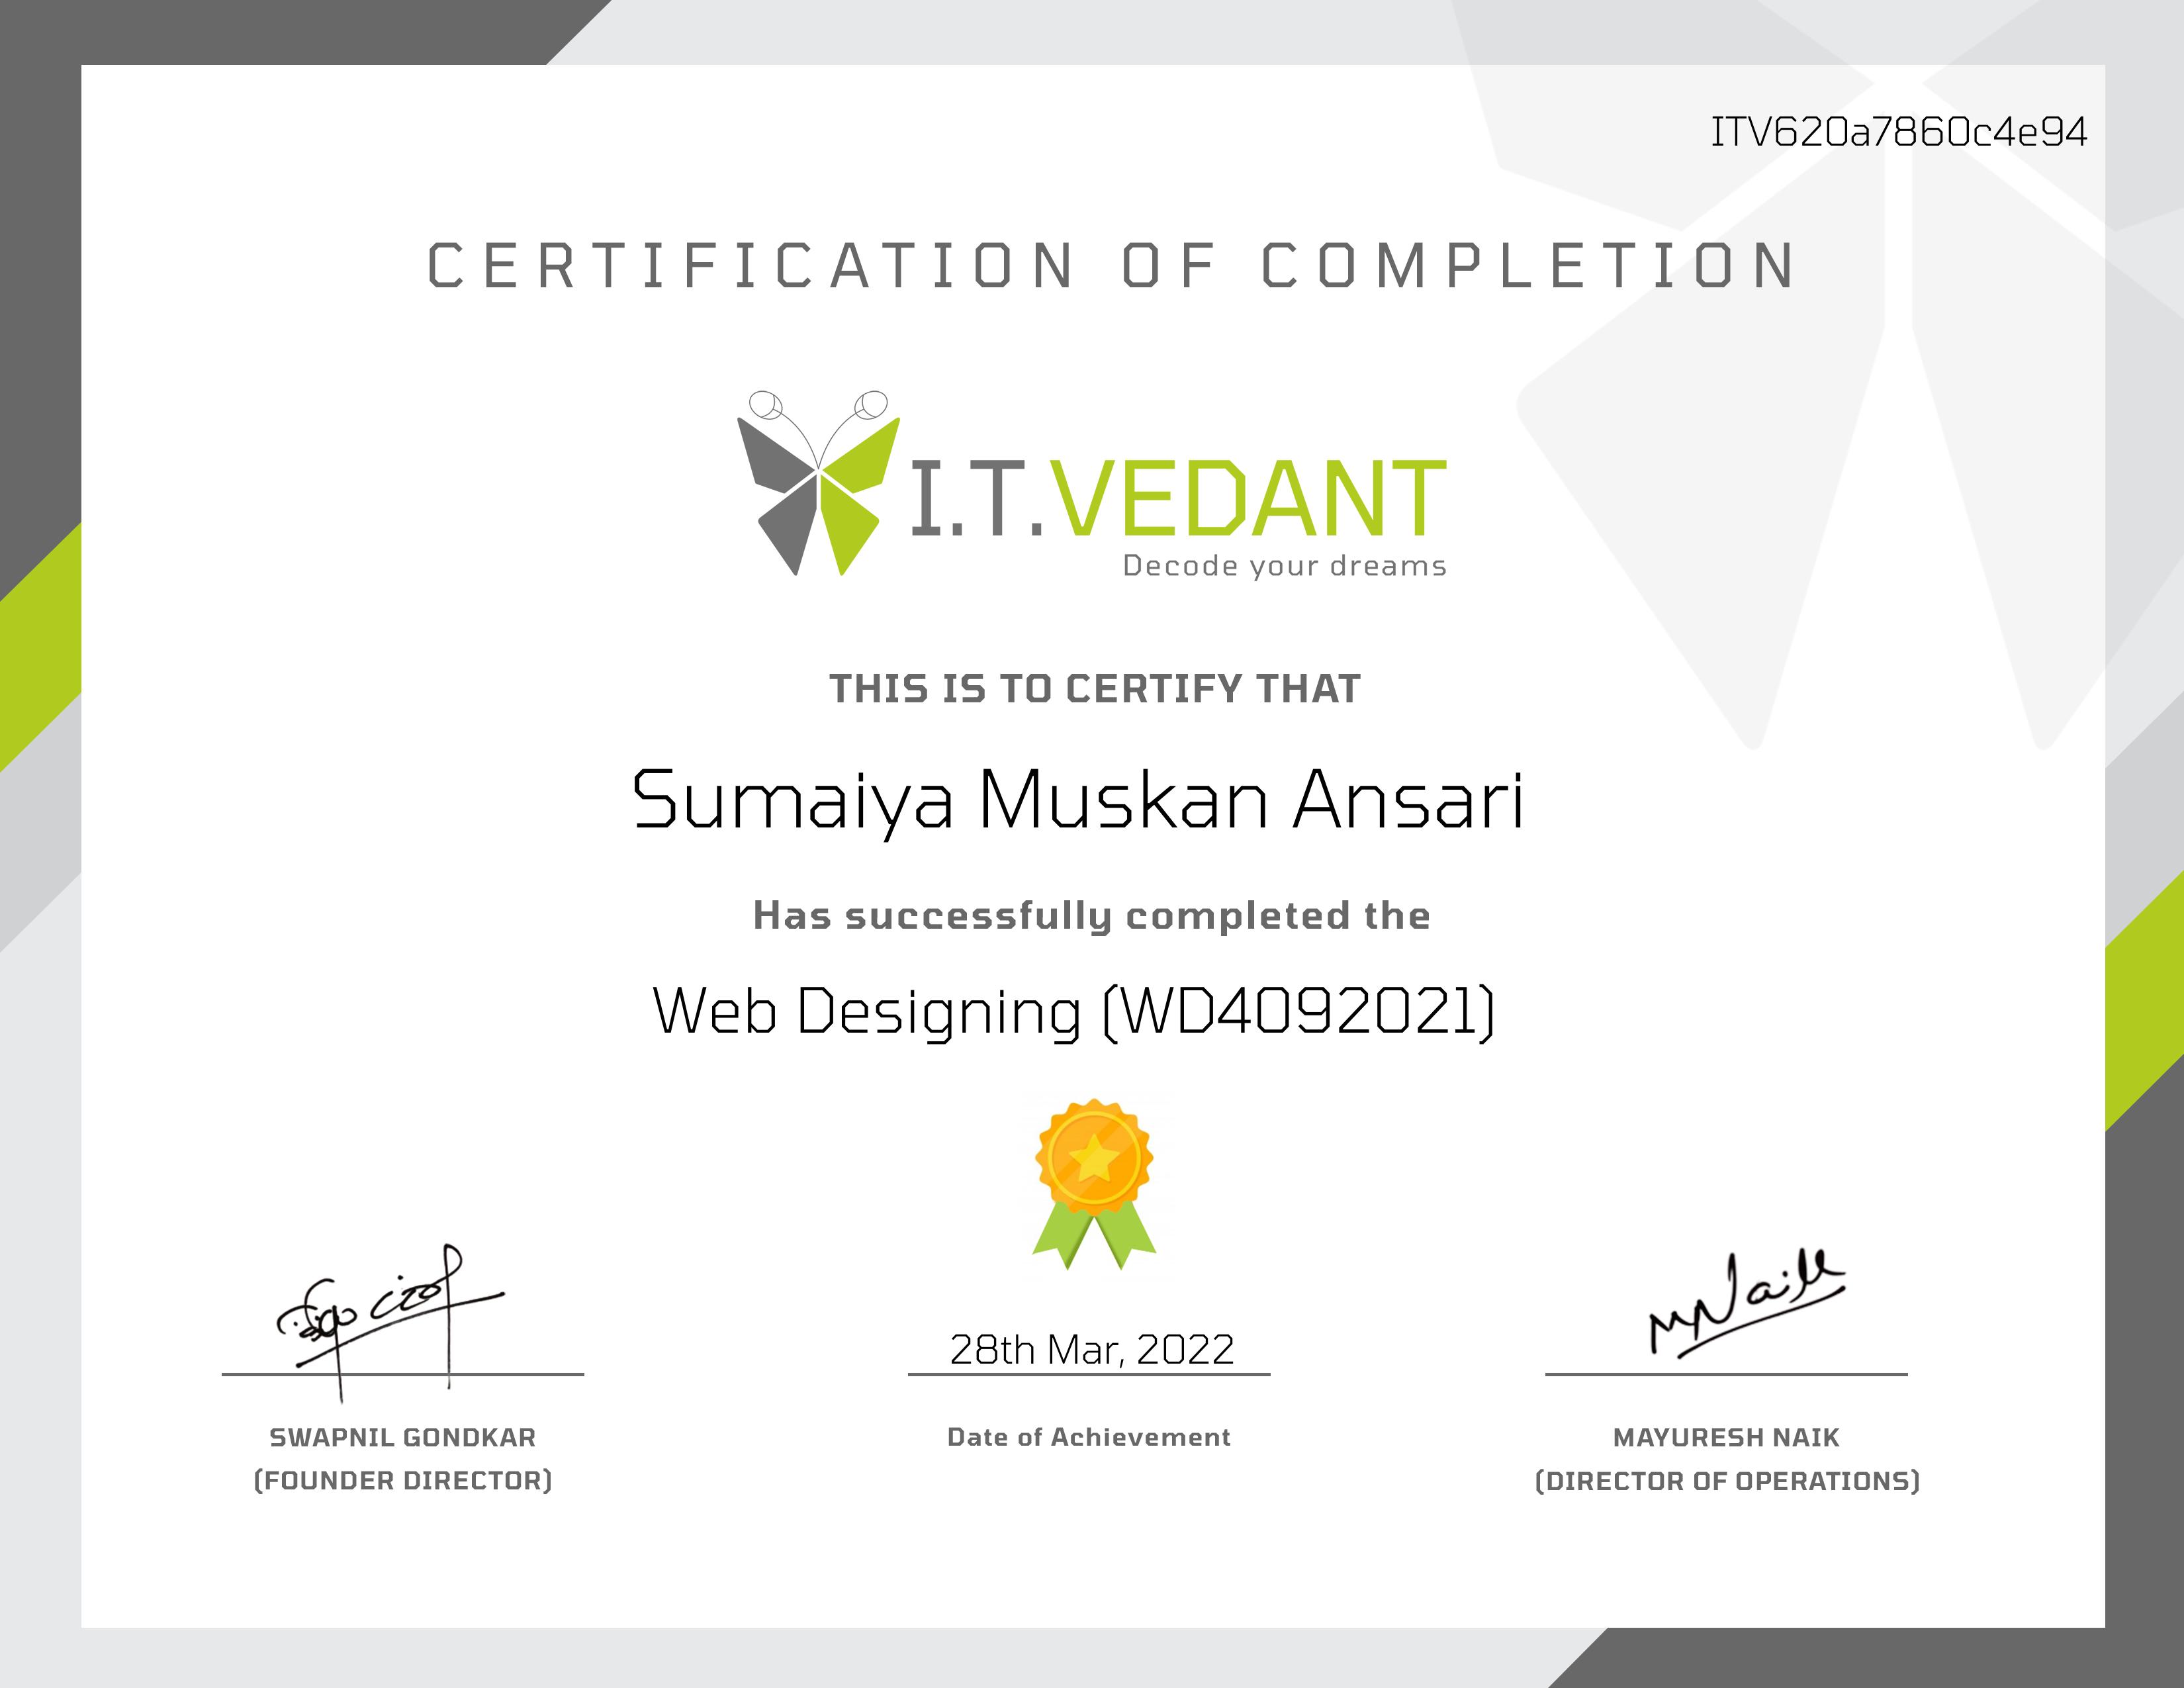 ITV620a7860c4e94
CERTIFICATION OF COMPLETION
I.T.VEDANT
Decode your dreams
THIS IS TO CERTIFY THAT
Sumaiya Muskan Ansari
Has successfully completed the
Web Designing (WD4092021)
28th Mar, 2022
SWAPNIL GONDKAR
(FOUNDER DIRECTOR)
Date of Achievement
MAYURESH NAIK
(DIRECTOR OF OPERATIONS)